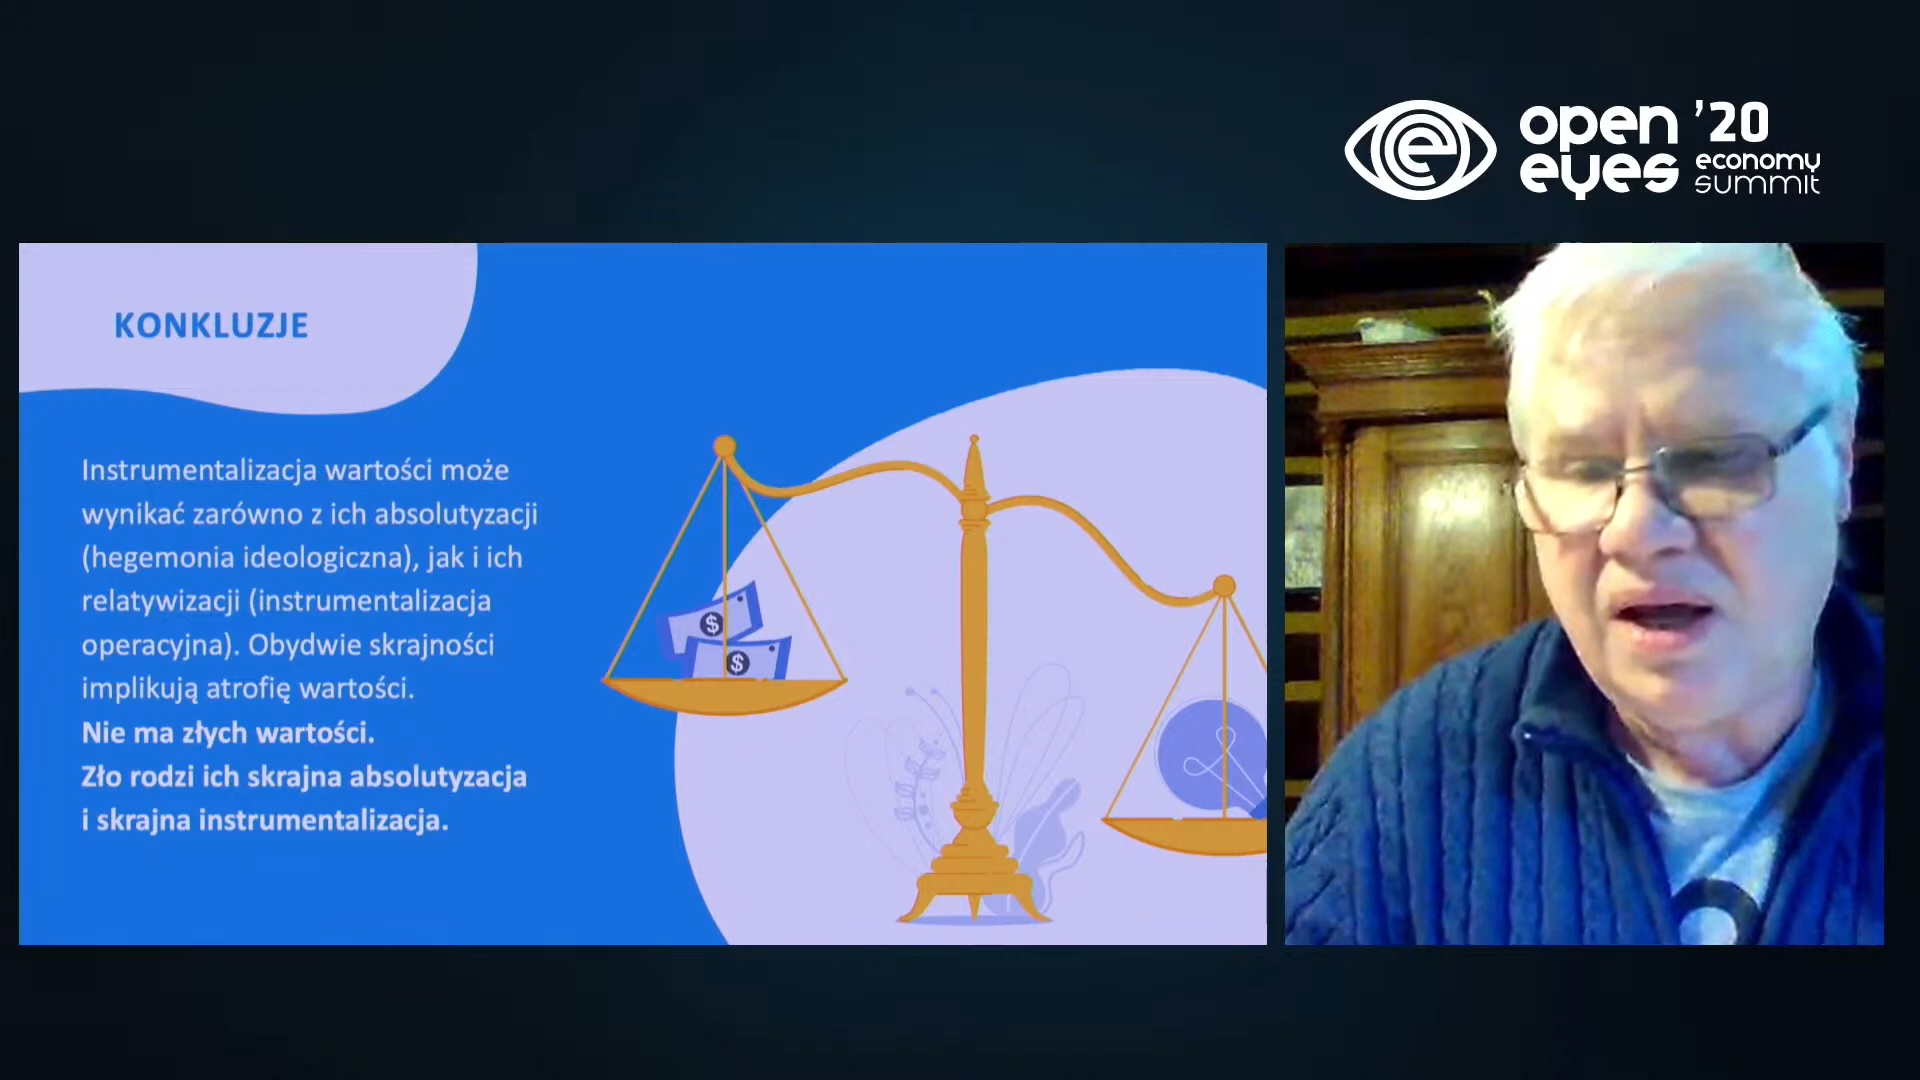 open '20
eyes economy
summit
KONKLUZJE
Instrumentalizacja wartości może
wynikać zarówno z ich absolutyzacji
(hegemonia ideologiczna), jak i ich
relatywizacji (instrumentalizacja
operacyjna). Obydwie skrajności
implikują atrofię wartości.
Nie ma złych wartości.
Zło rodzi ich skrajna absolutyzacja
i skrajna instrumentalizacja.
$
$